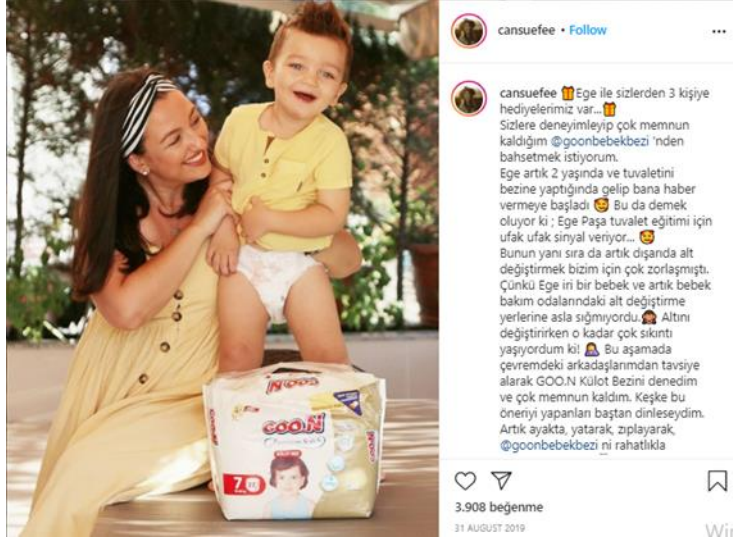 cansuefee • Follow
cansuefee 🎁Ege ile sizlerden 3 kişiye
hediyelerimiz var...🎁
Sizlere deneyimleyip çok memnun
kaldığım @goonbebekbezi 'nden
bahsetmek istiyorum.
Ege artık 2 yaşında ve tuvaletini
bezine yaptığında gelip bana haber
vermeye başladı 🥰 Bu da demek
oluyor ki ; Ege Paşa tuvalet eğitimi için
ufak ufak sinyal veriyor... 🥰
Bunun yanı sıra da artık dışarıda alt
değiştirmek bizim için çok zorlaşmıştı.
Çünkü Ege iri bir bebek ve artık bebek
bakım odalarındaki alt değiştirme
yerlerine asla sığmıyordu.🙈 Altını
değiştirirken o kadar çok sıkıntı
yaşıyordum ki! 🤦‍♀️ Bu aşamada
çevremdeki arkadaşlarımdan tavsiye
alarak GOO.N Külot Bezini denedim
ve çok memnun kaldım. Keşke bu
öneriyi yapanları baştan dinleseydim.
Artık ayakta, yatarak, zıplayarak,
@goonbebekbezi ni rahatlıkla
GOO.N
GOO.N
GOO.N
7
3.908 beğenme
31 AUGUST 2019
Win